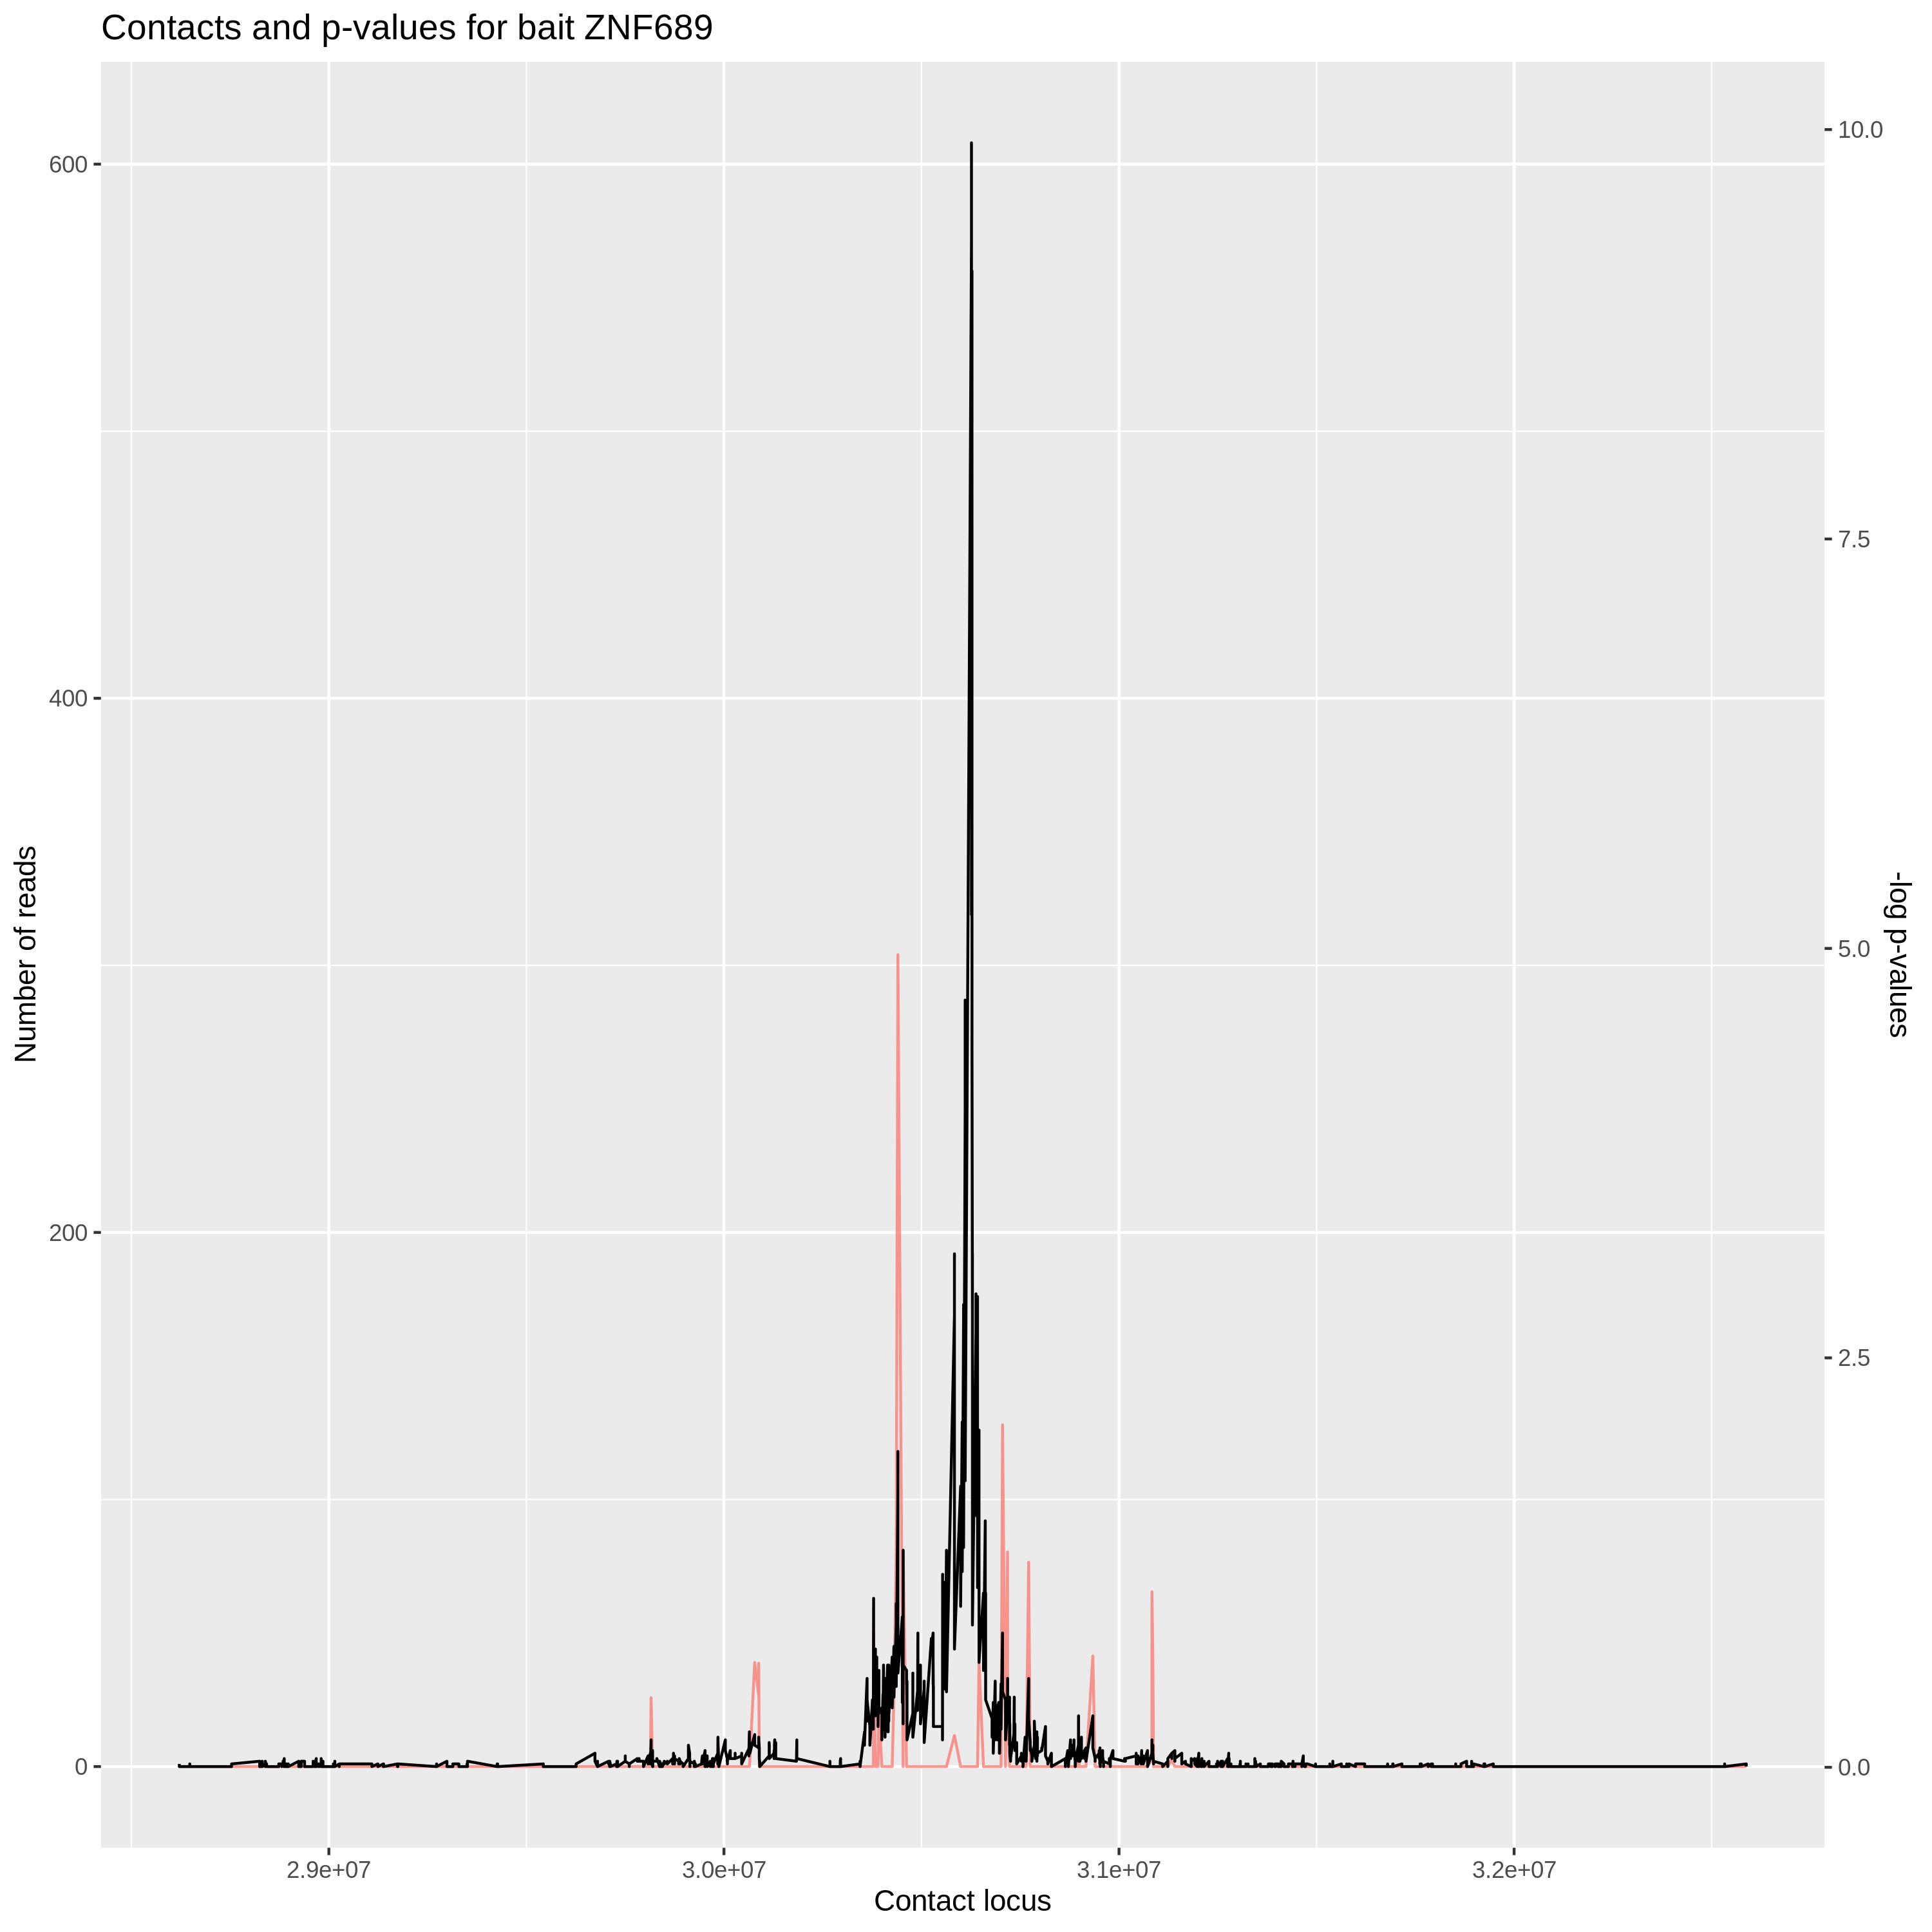 Contacts and p-values for bait ZNF689
600
400
200
0
Number of reads
10.0
7.5
5.0
2.5
0.0
-log p-values
2.9e+07
3.0e+07
3.1e+07
3.2e+07
Contact locus